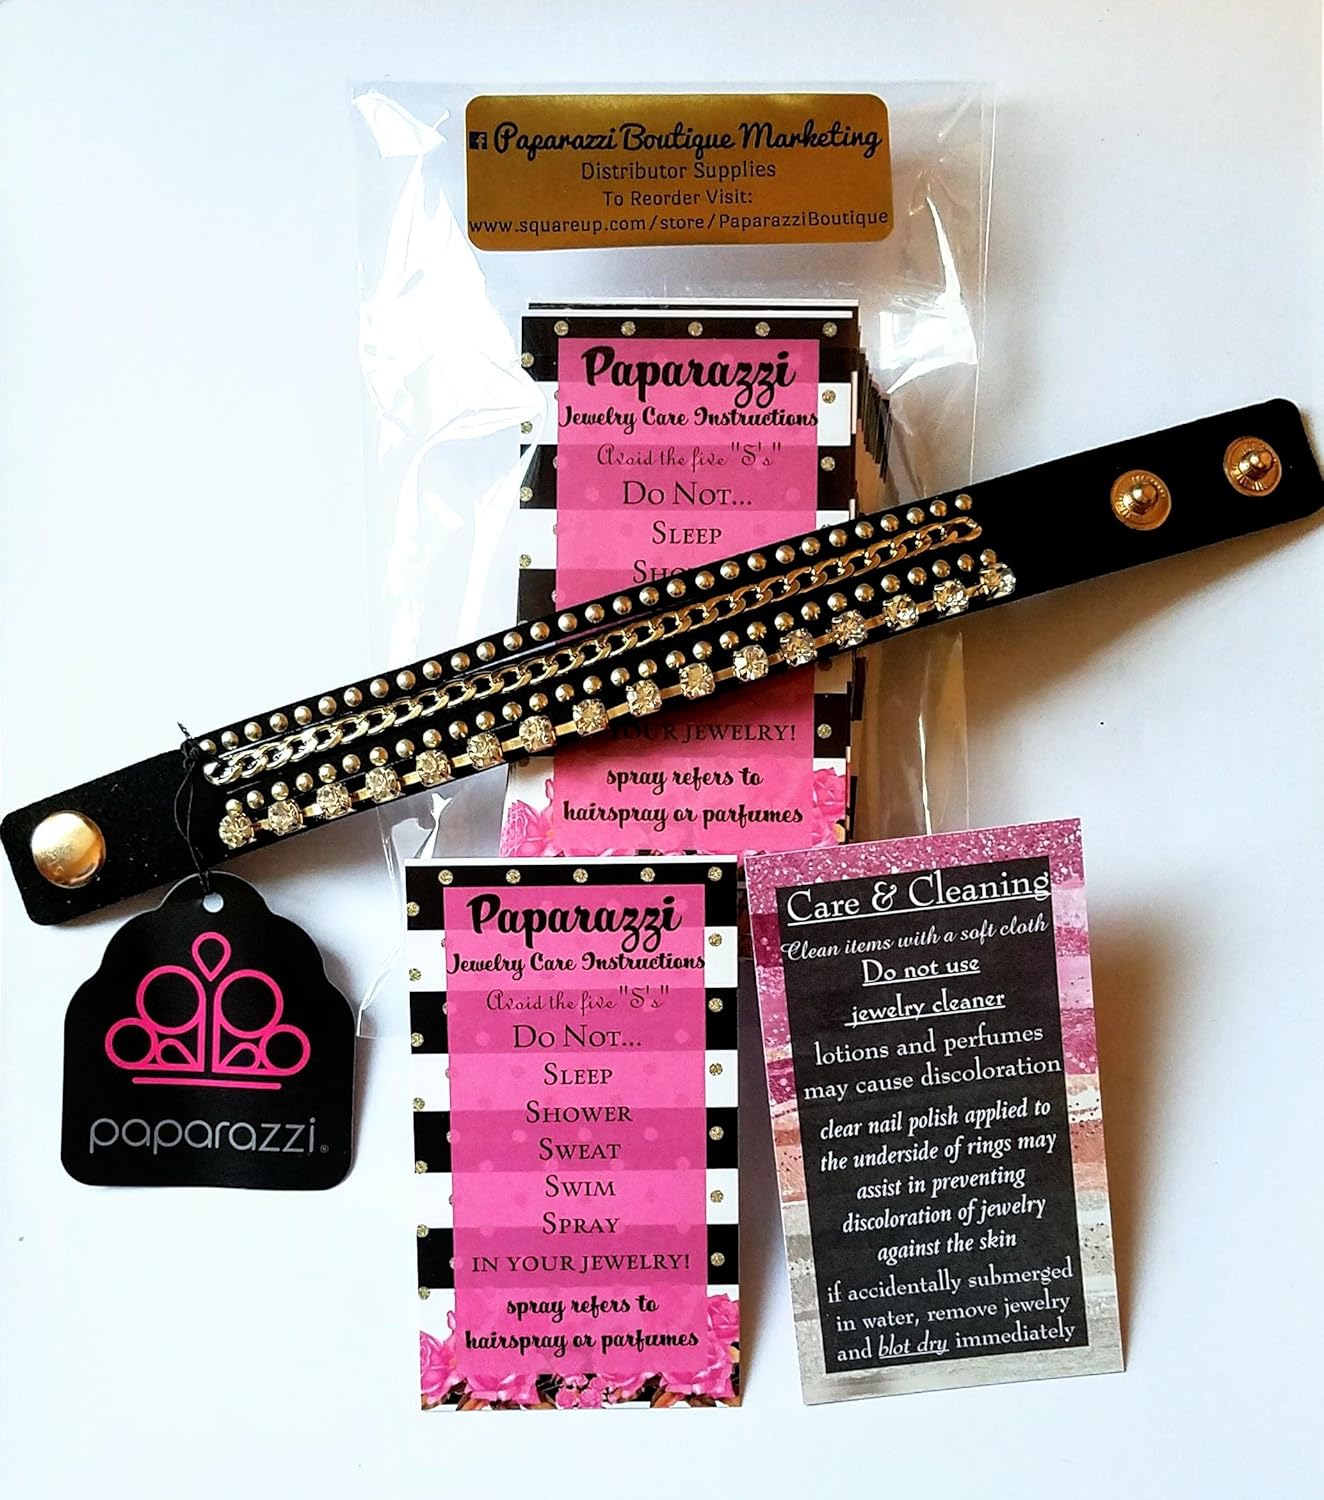 f Paparazzi Boutique Marketing
Distributor Supplies
To Reorder Visit:
www.squareup.com/store/PaparazziBoutique
Paparazzi
Jewelry Care Instructions
Avoid the five "S's"
Do Not...
Sleep
YOUR JEWELRY!
spray refers to
hairspray or parfumes
paparazzi®
Paparazzi
Jewelry Care Instructions
Avoid the five "S's"
Do Not...
Sleep
Shower
Sweat
Swim
Spray
IN YOUR JEWELRY!
spray refers to
hairspray or parfumes
Care & Cleaning
Clean items with a soft cloth
Do not use
jewelry cleaner
lotions and perfumes
may cause discoloration
clear nail polish applied to
the underside of rings may
assist in preventing
discoloration of jewelry
against the skin
if accidentally submerged
in water, remove jewelry
and blot dry immediately